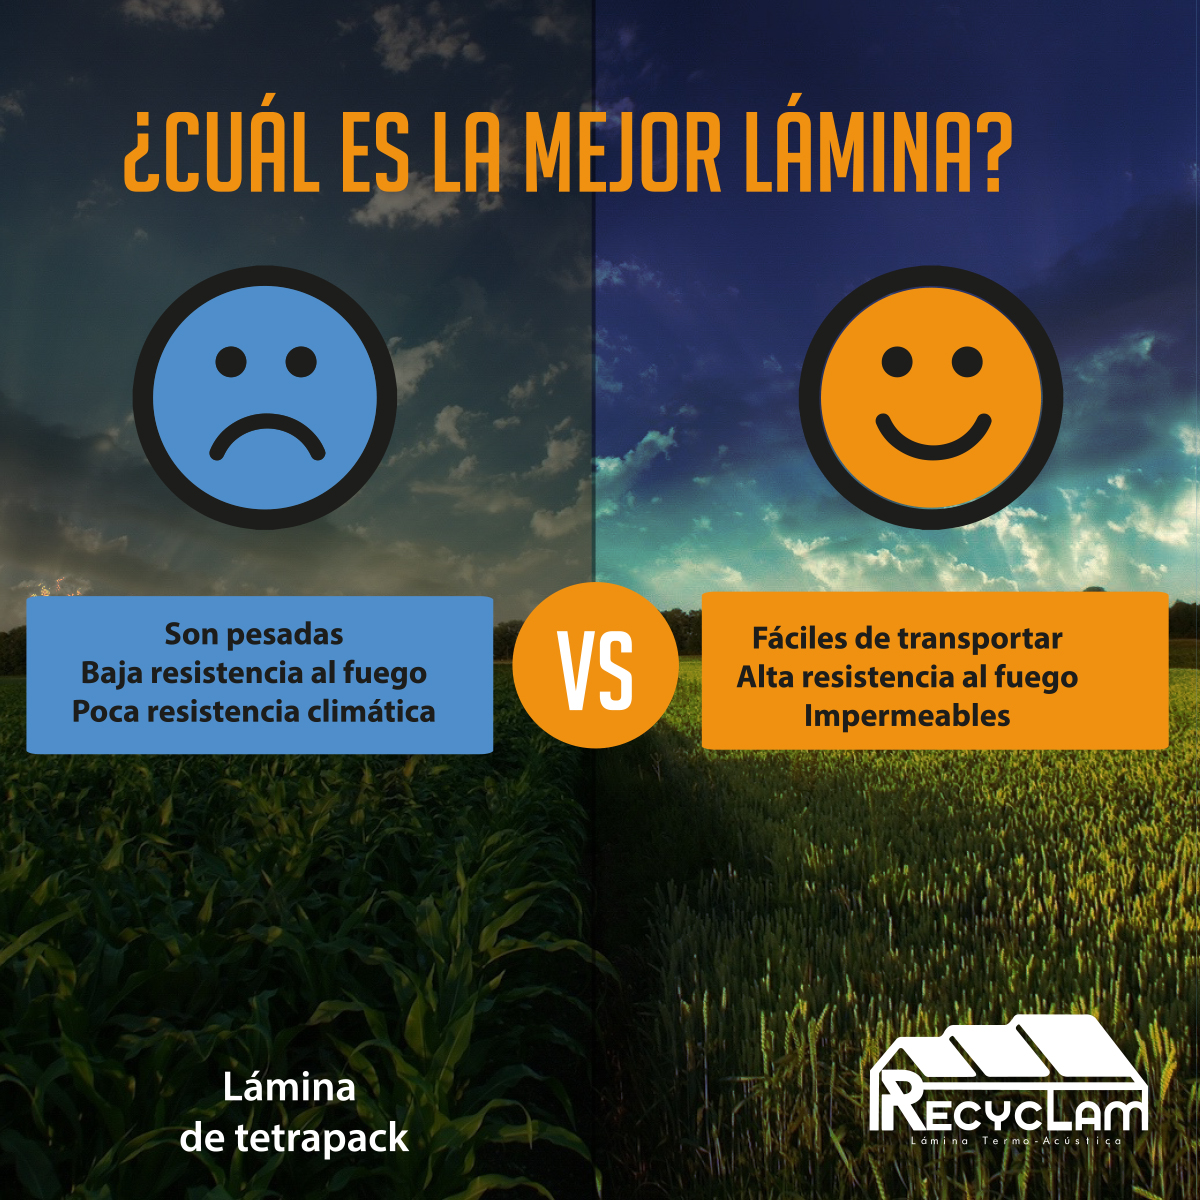 ¿CUÁL ES LA MEJOR LÁMINA?
Son pesadas
Baja resistencia al fuego
Poca resistencia climática
VS
Fáciles de transportar
Alta resistencia al fuego
Impermeables
Lámina
de tetrapack
RECYCLAM
Lámina Termo-Acústica